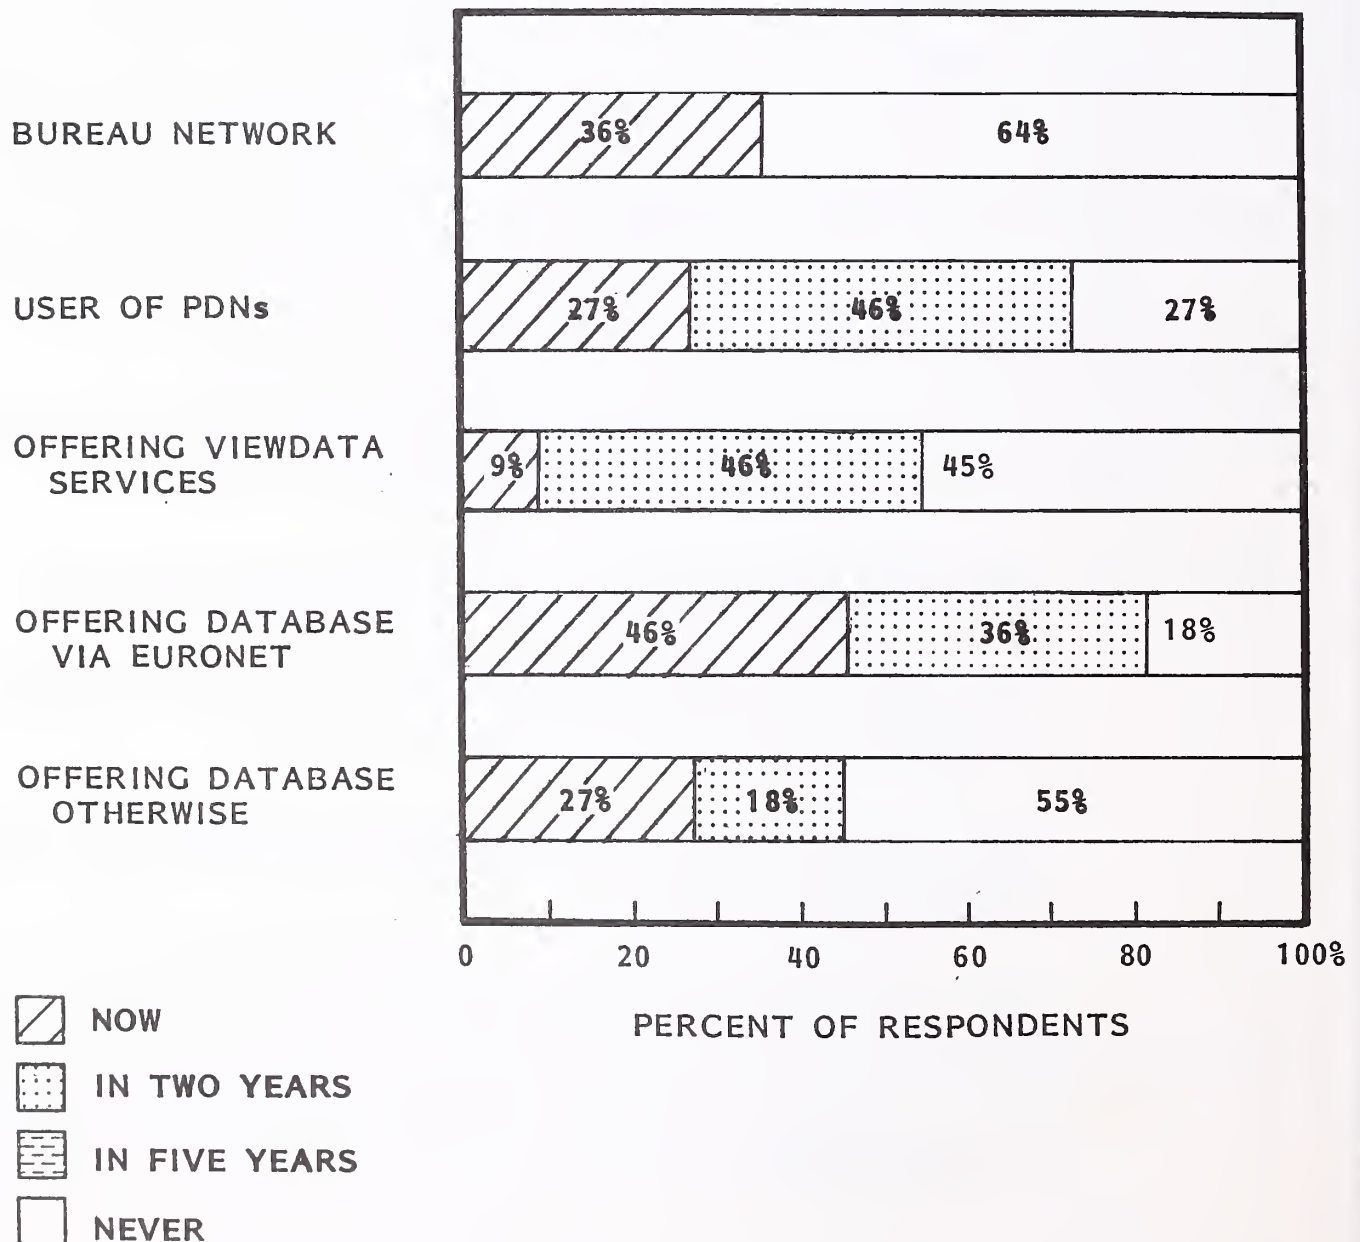 BUREAU NETWORK
36% 64%
USER OF PDNs
27% 46% 27%
OFFERING VIEWDATA
SERVICES
9% 46% 45%
OFFERING DATABASE
VIA EURONET
46% 36% 18%
OFFERING DATABASE
OTHERWISE
27% 18% 55%
0 20 40 60 80 100%
PERCENT OF RESPONDENTS
NOW
IN TWO YEARS
IN FIVE YEARS
NEVER